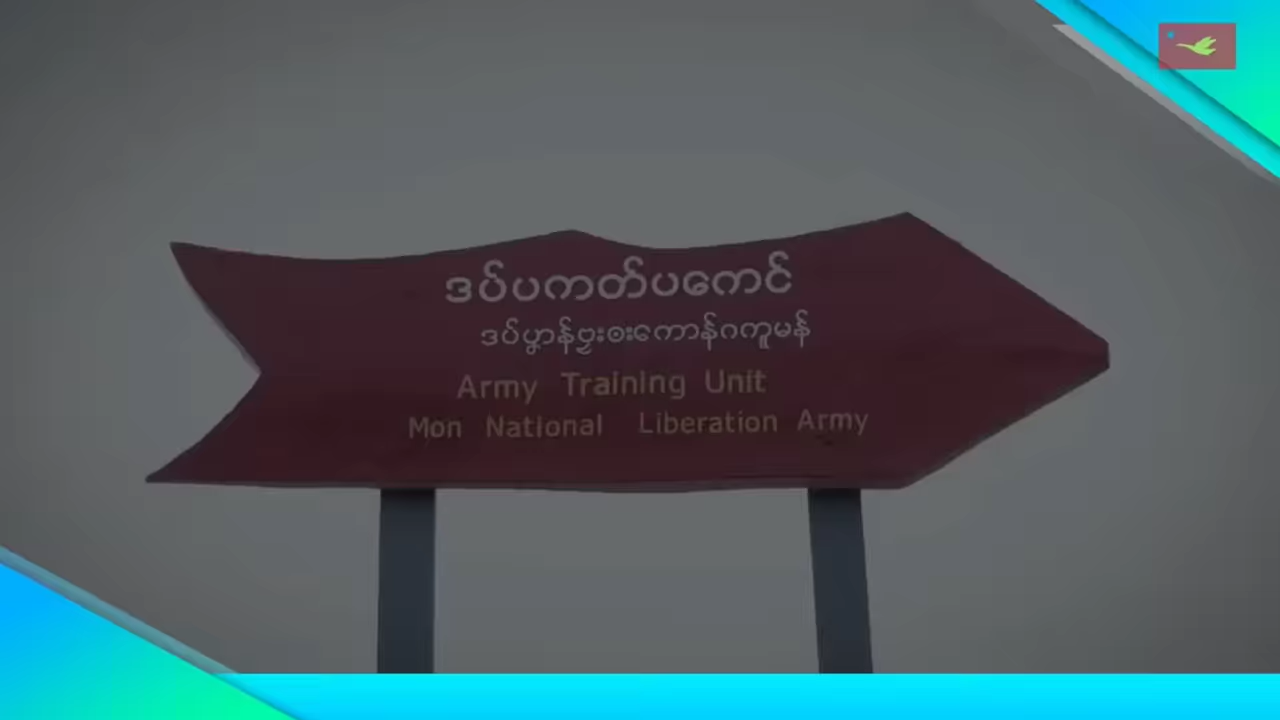 ဒပ်ပကတ်ပကေင်
ဒပ်ပၞာန်ဗၠးၜးကောန်ဂကူမန်
Army Training Unit
Mon National Liberation Army